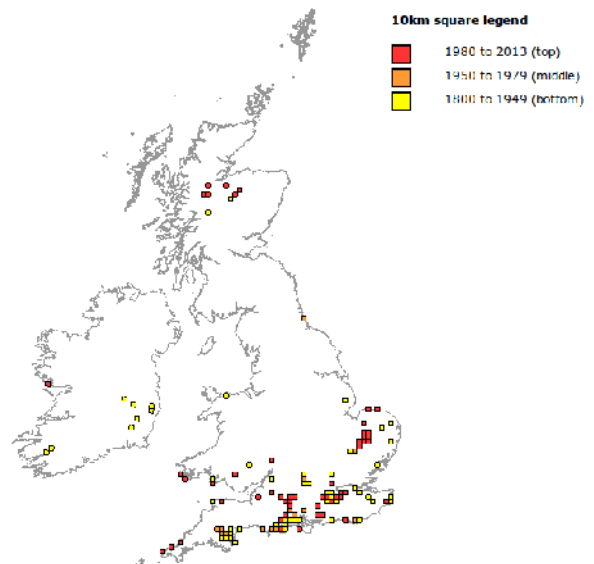 10km square legend
1980 to 2013 (top)
1950 to 1979 (middle)
1800 to 1949 (bottom)